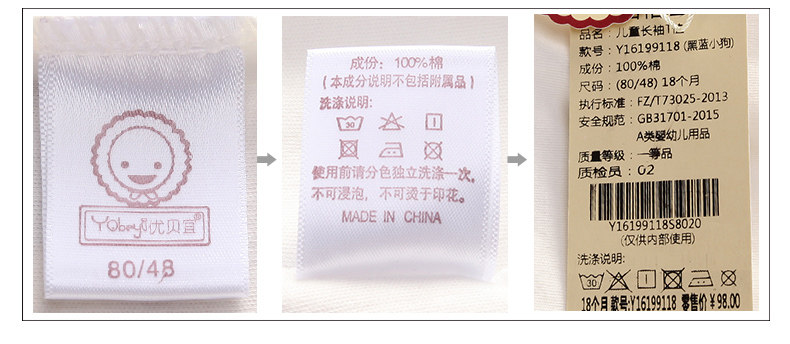 YObeyi优贝宜®
80/48
成份：100%棉
（本成分说明不包括附属品）
洗涤说明：
30
使用前请分色独立洗涤一次，
不可浸泡，不可烫于印花。
MADE IN CHINA
品名：儿童长袖T恤
款号：Y16199118 (黑蓝小狗)
成份：100%棉
尺码：(80/48) 18个月
执行标准：FZ/T73025-2013
安全规范：GB31701-2015
A类婴幼儿用品
质量等级：一等品
质检员：02
Y16199118S8020
(仅供内部使用)
洗涤说明：
30
18个月 款号:Y16199118 零售价￥98.00